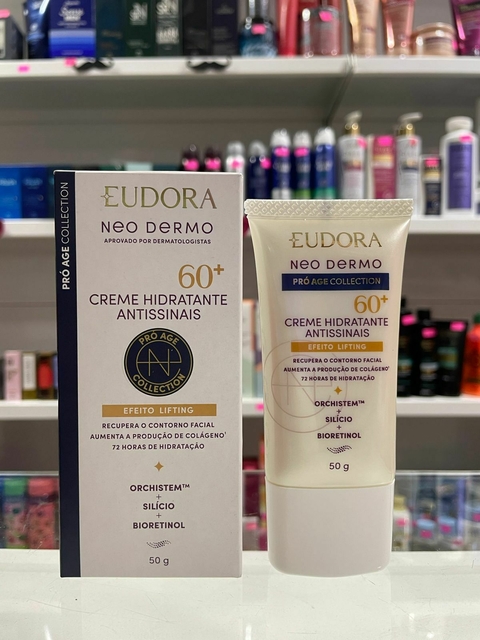 PRÓ AGE COLLECTION
EUDORA
NEO DERMO
APROVADO POR DERMATOLOGISTAS
60+
CREME HIDRATANTE
ANTISSINAIS
PRÓ AGE
N
COLLECTION
EFEITO LIFTING
RECUPERA O CONTORNO FACIAL
AUMENTA A PRODUÇÃO DE COLÁGENO¹
72 HORAS DE HIDRATAÇÃO
ORCHISTEM™
+
SILÍCIO
+
BIORETINOL
50 g
EUDORA
NEO DERMO
PRÓ AGE COLLECTION
60+
CREME HIDRATANTE
ANTISSINAIS
EFEITO LIFTING
RECUPERA O CONTORNO FACIAL
AUMENTA A PRODUÇÃO DE COLÁGENO
72 HORAS DE HIDRATAÇÃO
ORCHISTEM™
+
SILÍCIO
+
BIORETINOL
50 g